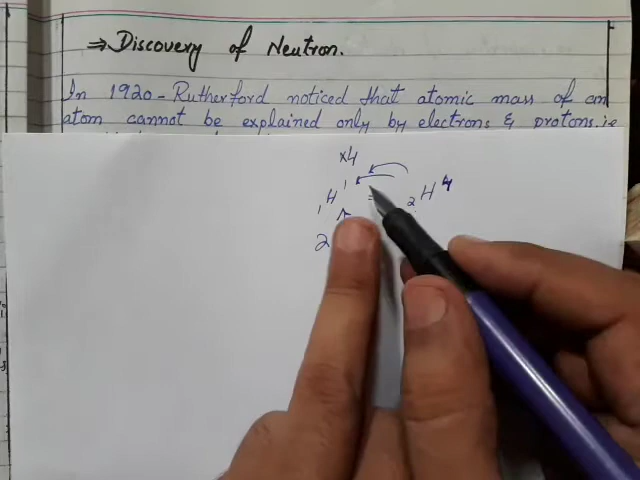 ⇒ Discovery of Neutron.
In 1920 - Rutherford noticed that atomic mass of an
atom cannot be explained only by electrons & protons.i.e
x4
₁H¹ = ₂H⁴
2